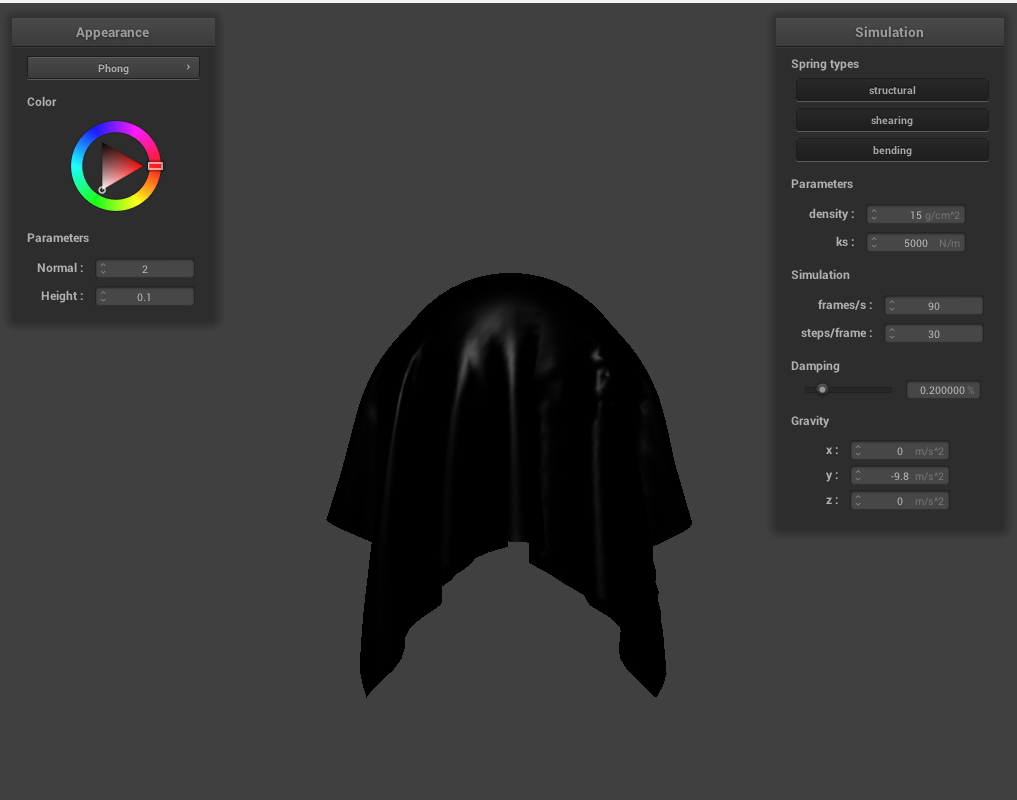 Appearance
Phong
Color
Parameters
Normal : 2
Height : 0.1
Simulation
Spring types
structural
shearing
bending
Parameters
density : 15 g/cm^2
ks : 5000 N/m
Simulation
frames/s : 90
steps/frame : 30
Damping
0.200000 %
Gravity
x : 0 m/s^2
y : -9.8 m/s^2
z : 0 m/s^2